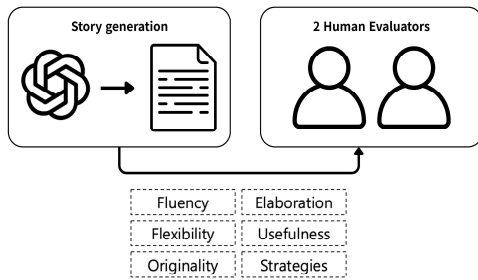 Story generation
2 Human Evaluators
Fluency
Elaboration
Flexibility
Usefulness
Originality
Strategies